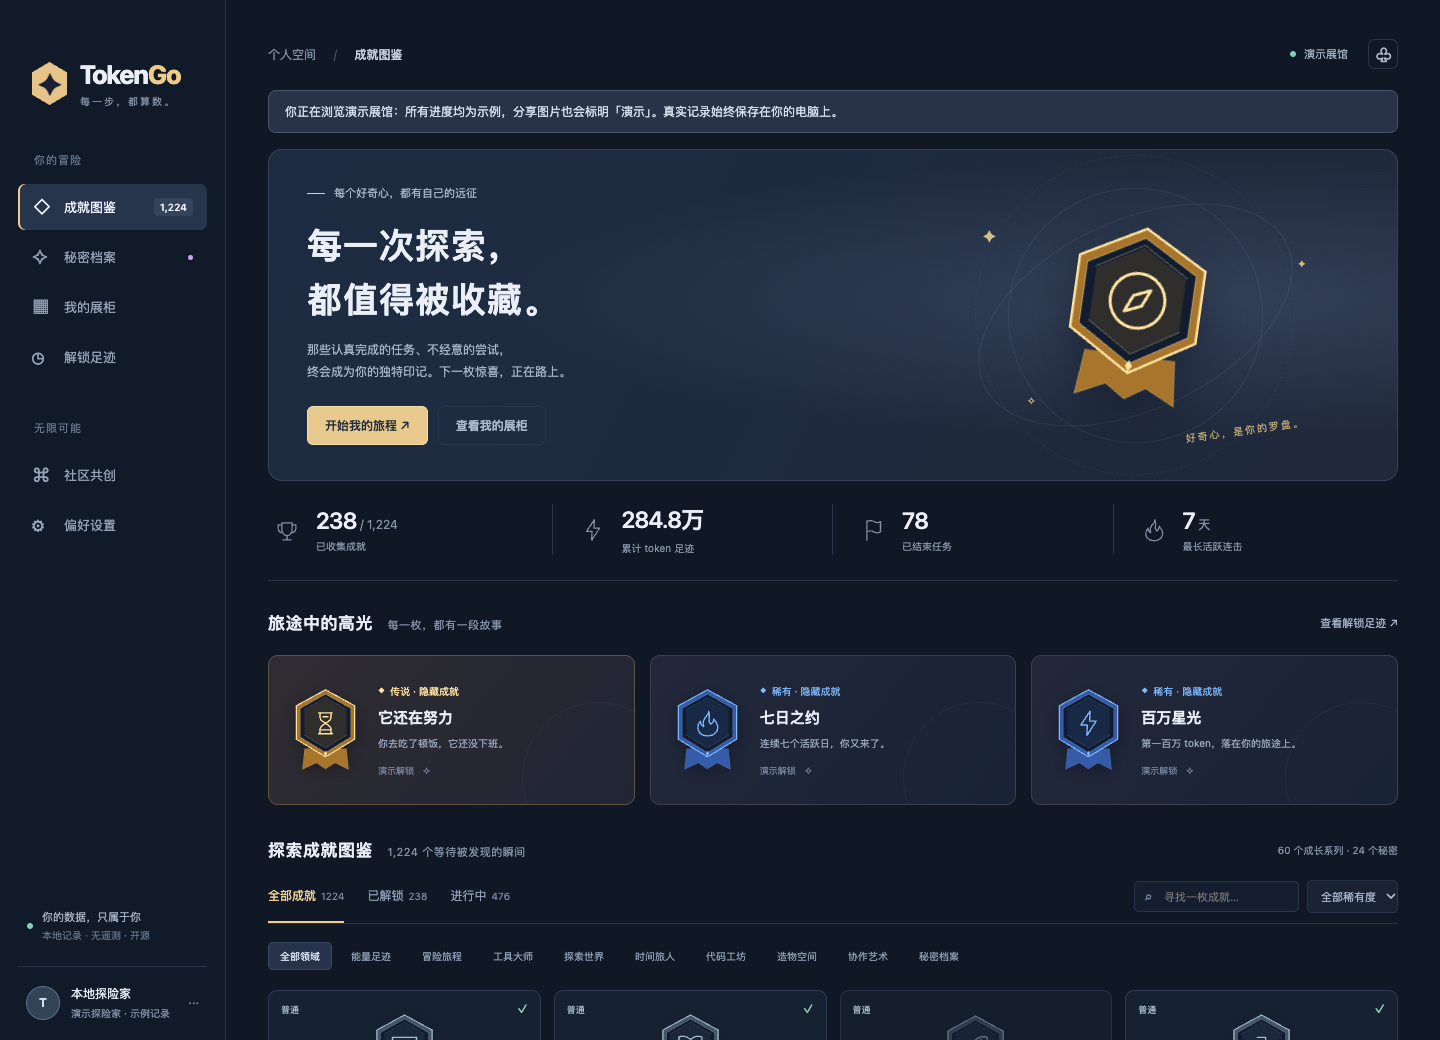 TokenGo
每一步，都算数。
你的冒险
成就图鉴 1,224
秘密档案
我的展柜
解锁足迹
无限可能
社区共创
偏好设置
你的数据，只属于你
本地记录 · 无遥测 · 开源
T
本地探险家
演示探险家 · 示例记录
...
个人空间 / 成就图鉴
演示展馆
你正在浏览演示展馆：所有进度均为示例，分享图片也会标明「演示」。真实记录始终保存在你的电脑上。
每个好奇心，都有自己的远征
每一次探索，
都值得被收藏。
那些认真完成的任务、不经意的尝试，
终会成为你的独特印记。下一枚惊喜，正在路上。
开始我的旅程 ↗
查看我的展柜
好奇心，是你的罗盘。
238 / 1,224
已收集成就
284.8万
累计 token 足迹
78
已结束任务
7 天
最长活跃连击
旅途中的高光 每一枚，都有一段故事
查看解锁足迹 ↗
传说 · 隐藏成就
它还在努力
你去吃了顿饭，它还没下班。
演示解锁
稀有 · 隐藏成就
七日之约
连续七个活跃日，你又来了。
演示解锁
稀有 · 隐藏成就
百万星光
第一百万 token，落在你的旅途上。
演示解锁
探索成就图鉴 1,224 个等待被发现的瞬间
60 个成长系列 · 24 个秘密
全部成就 1224 已解锁 238 进行中 476
寻找一枚成就...
全部稀有度
全部领域 能量足迹 冒险旅程 工具大师 探索世界 时间旅人 代码工坊 造物空间 协作艺术 秘密档案
普通 ✓
普通 ✓
普通
普通 ✓